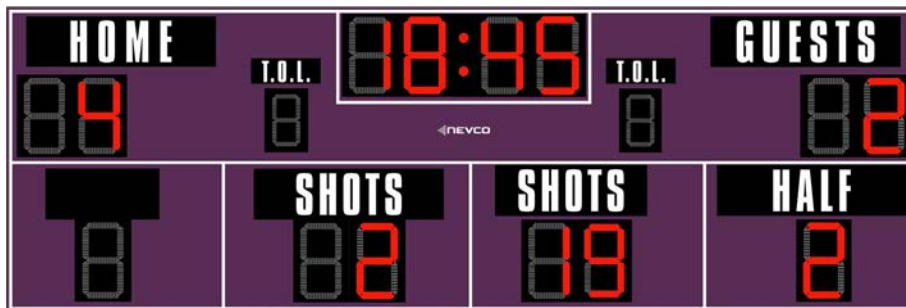 HOME
18:45
GUESTS
T.O.L.
T.O.L.
4
2
NEVCO
SHOTS
SHOTS
HALF
2
19
2